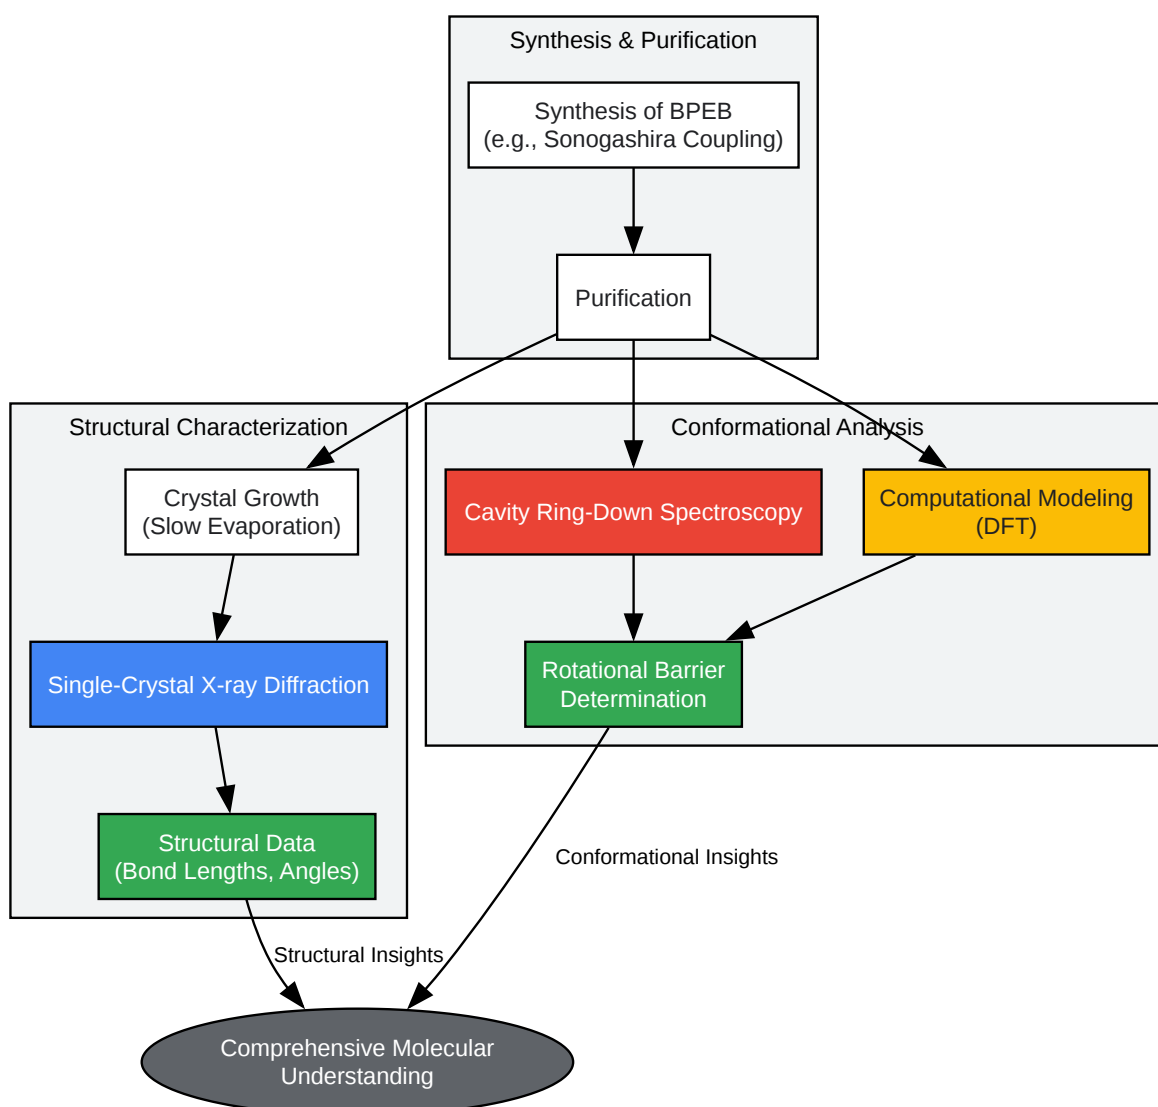 Synthesis & Purification
Synthesis of BPEB
(e.g., Sonogashira Coupling)
Purification
Structural Characterization
Crystal Growth
(Slow Evaporation)
Single-Crystal X-ray Diffraction
Structural Data
(Bond Lengths, Angles)
Conformational Analysis
Cavity Ring-Down Spectroscopy
Computational Modeling
(DFT)
Rotational Barrier
Determination
Conformational Insights
Structural Insights
Comprehensive Molecular
Understanding